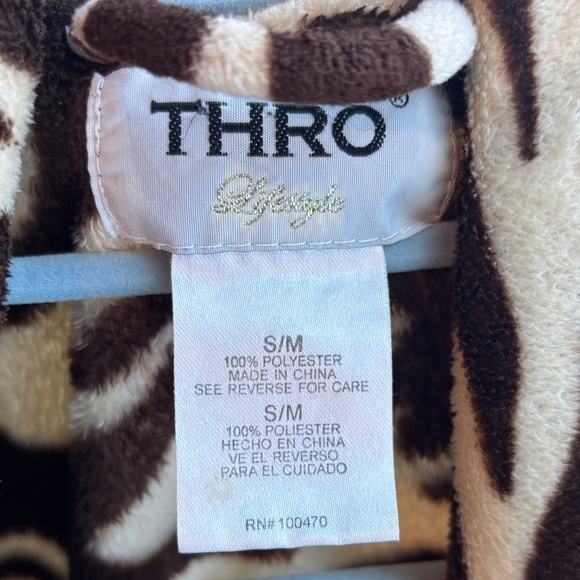 THRO®
Lifestyle
S/M
100% POLYESTER
MADE IN CHINA
SEE REVERSE FOR CARE
S/M
100% POLIESTER
HECHO EN CHINA
VE EL REVERSO
PARA EL CUIDADO
RN# 100470